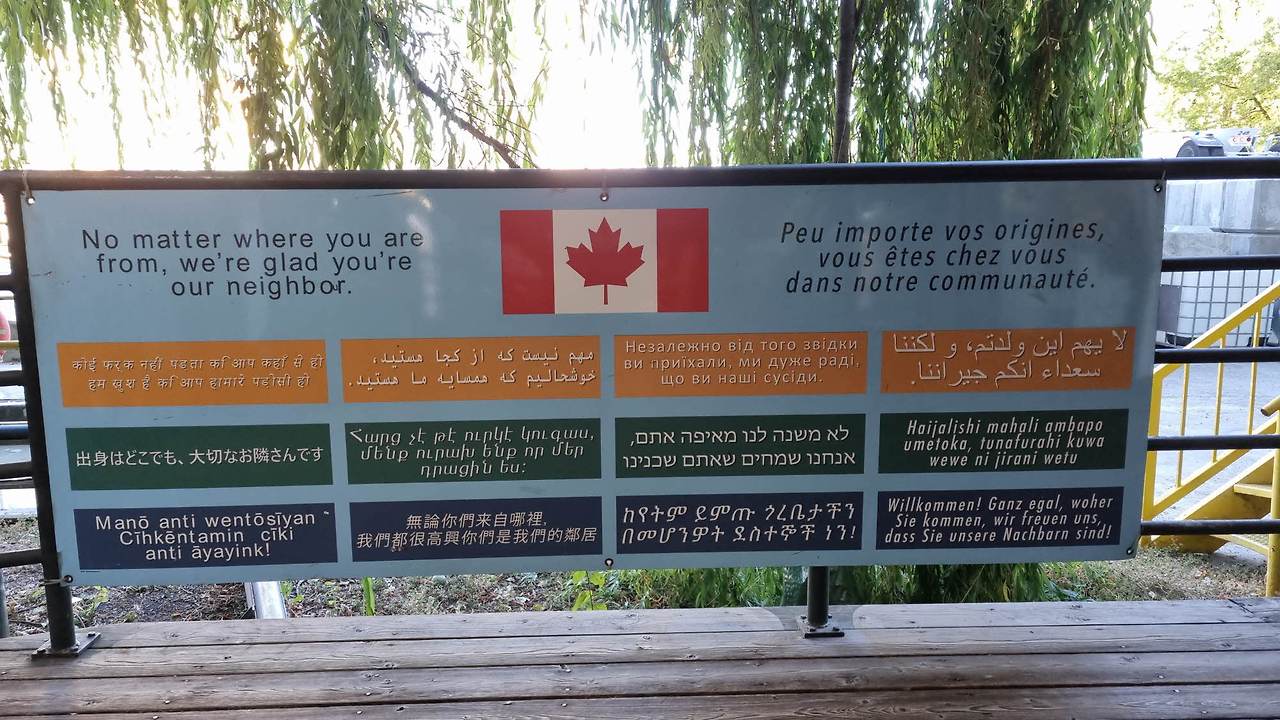 No matter where you are
from, we're glad you're
our neighbor.
Peu importe vos origines,
vous êtes chez vous
dans notre communauté.
कोई फरक नहीं पडता कि आप कहाँ से हो
हम खुश हैं कि आप हामारे पडोसी हो
مهم نیست که از کجا هستید،
خوشحالیم که همسایه ما هستید.
Незалежно від того звідки
ви приїхали, ми дуже раді,
що ви наші сусіди.
لا يهم اين ولدتم، و لكننا
سعداء انكم جيراننا.
出身はどこでも、大切なお隣さんです
Հարց չէ թէ ուրկէ կուգաս,
մենք ուրախ ենք որ մեր
դրացին ես:
לא משנה לנו מאיפה אתם,
אנחנו שמחים שאתם שכנינו
Haijalishi mahali ambapo
umetoka, tunafurahi kuwa
wewe ni jirani wetu
Manō anti wentōsīyan
Cīhkēntamin cīki
anti āyayink!
無論你們来自哪裡,
我們都很高興你們是我們的鄰居
ከየትም ይምጡ ጎረቤታችን
በመሆንዎት ደስተኞች ነን!
Willkommen! Ganz egal, woher
Sie kommen, wir freuen uns,
dass Sie unsere Nachbarn sind!